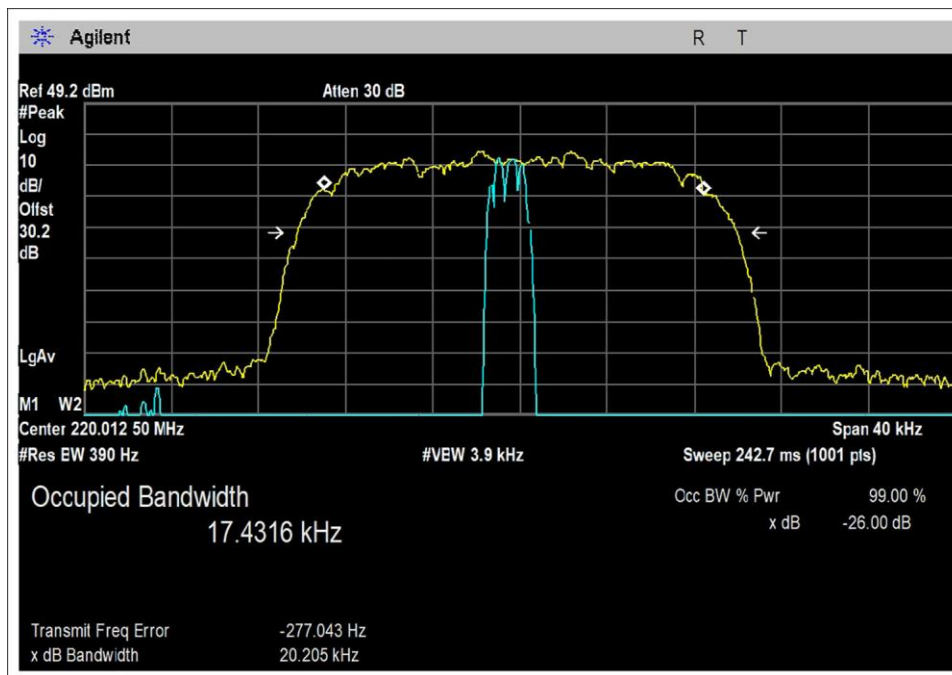 Agilent R T
Ref 49.2 dBm Atten 30 dB
#Peak
Log
10
dB/
Offst
30.2
dB
LgAv
M1 W2
Center 220.012 50 MHz Span 40 kHz
#Res BW 390 Hz #VBW 3.9 kHz Sweep 242.7 ms (1001 pts)
Occupied Bandwidth Occ BW % Pwr 99.00 %
17.4316 kHz x dB -26.00 dB
Transmit Freq Error -277.043 Hz
x dB Bandwidth 20.205 kHz